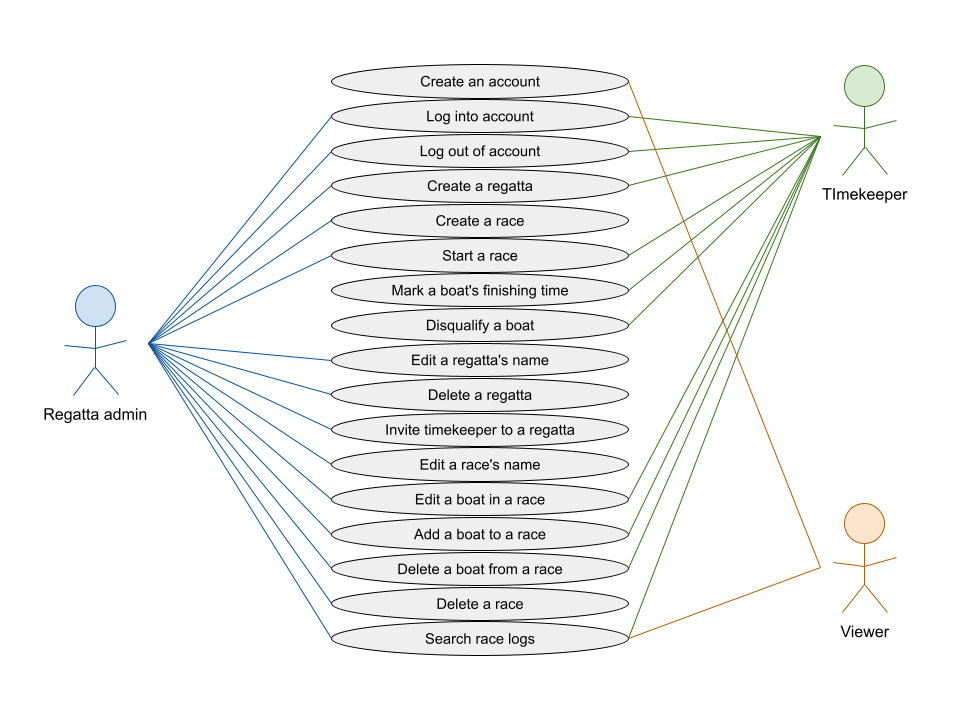 Create an account
Log into account
Log out of account
Create a regatta
TImekeeper
Create a race
Start a race
Mark a boat's finishing time
Disqualify a boat
Edit a regatta's name
Delete a regatta
Regatta admin
Invite timekeeper to a regatta
Edit a race's name
Edit a boat in a race
Add a boat to a race
Delete a boat from a race
Delete a race
Viewer
Search race logs